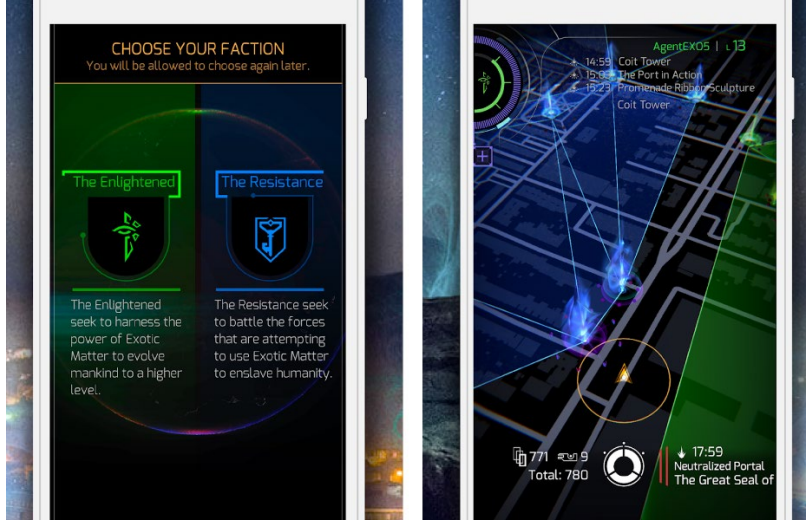 CHOOSE YOUR FACTION
You will be allowed to choose again later.
The Enlightened
The Enlightened
seek to harness the
power of Exotic
Matter to evolve
mankind to a higher
level.
The Resistance
The Resistance seek
to battle the forces
that are attempting
to use Exotic Matter
to enslave humanity.
AgentEXO5 | L 13
14:59 Coit Tower
15:03 The Port in Action
15:23 Promenade Ribbon Sculpture
Coit Tower
771 9
Total: 780
17:59
Neutralized Portal
The Great Seal of